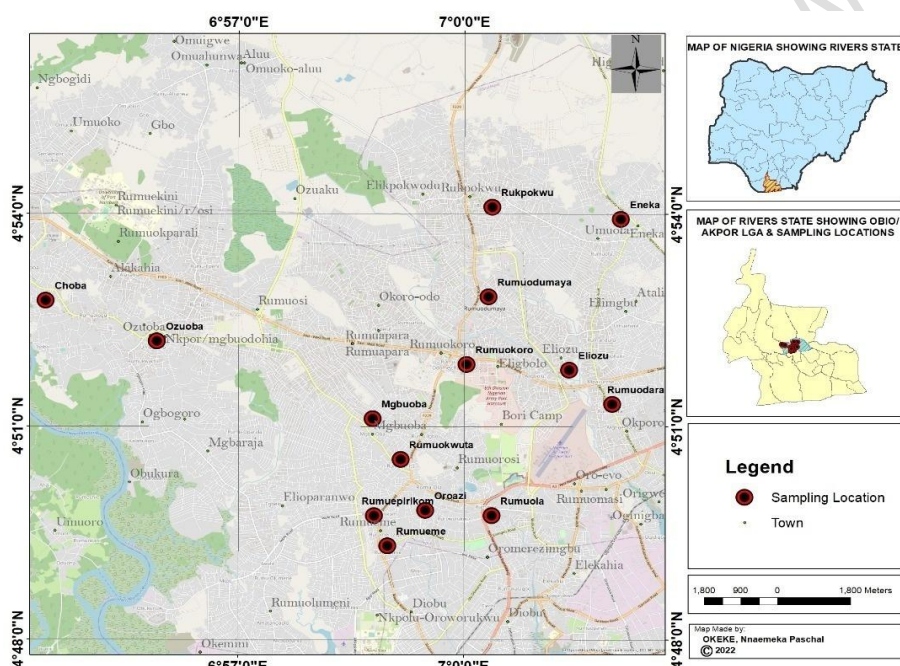 6°57'0"E
7°0'0"E
N
Omuigwe
Omualunwa
Aluu
Omuoko-aluu
Ngbogidi
Umuoko
Gbo
Rumuekini
Rumuekini/r/osi
Rumuokparali
Alakahia
Ozuaku
Elikpokwodu
Rukpokwu
Rukpokwu
Eneka
Umuola
Eneka
4°54'0"N
4°54'0"N
Choba
Rumuosi
Okoro-odo
Rumuodumaya
Rumuodumaya
Elimgbu
Atali
Ozuoba
Ozuoba
Nkpor/mgbuodohia
Rumuapara
Rumuapara
Rumuokoro
Rumuokoro
Eligbolo
Eliozu
Eliozu
Rumuodara
Mgbuoba
Mgbuoba
Bori Camp
Okporo
4°51'0"N
4°51'0"N
Ogbogoro
Mgbaraja
Rumuokwuta
Rumuorosi
Obukura
Elioparanwo
Oro-evo
Rumuomasi
Origwe
Oginigba
Rumuepirikom
Oroazi
Rumuola
Umuoro
Rumueme
Rumueme
Oromerezimgbu
Elekahia
Rumuolumeni
Diobu
Nkpolu-Oroworukwu
Diobu
Okemini
4°48'0"N
4°48'0"N
6°57'0"E
7°0'0"E
MAP OF NIGERIA SHOWING RIVERS STATE
MAP OF RIVERS STATE SHOWING OBIO/
AKPOR LGA & SAMPLING LOCATIONS
Legend
Sampling Location
Town
1,800 900 0 1,800 Meters
Map Made by:
OKEKE, Nnaemeka Paschal
© 2022